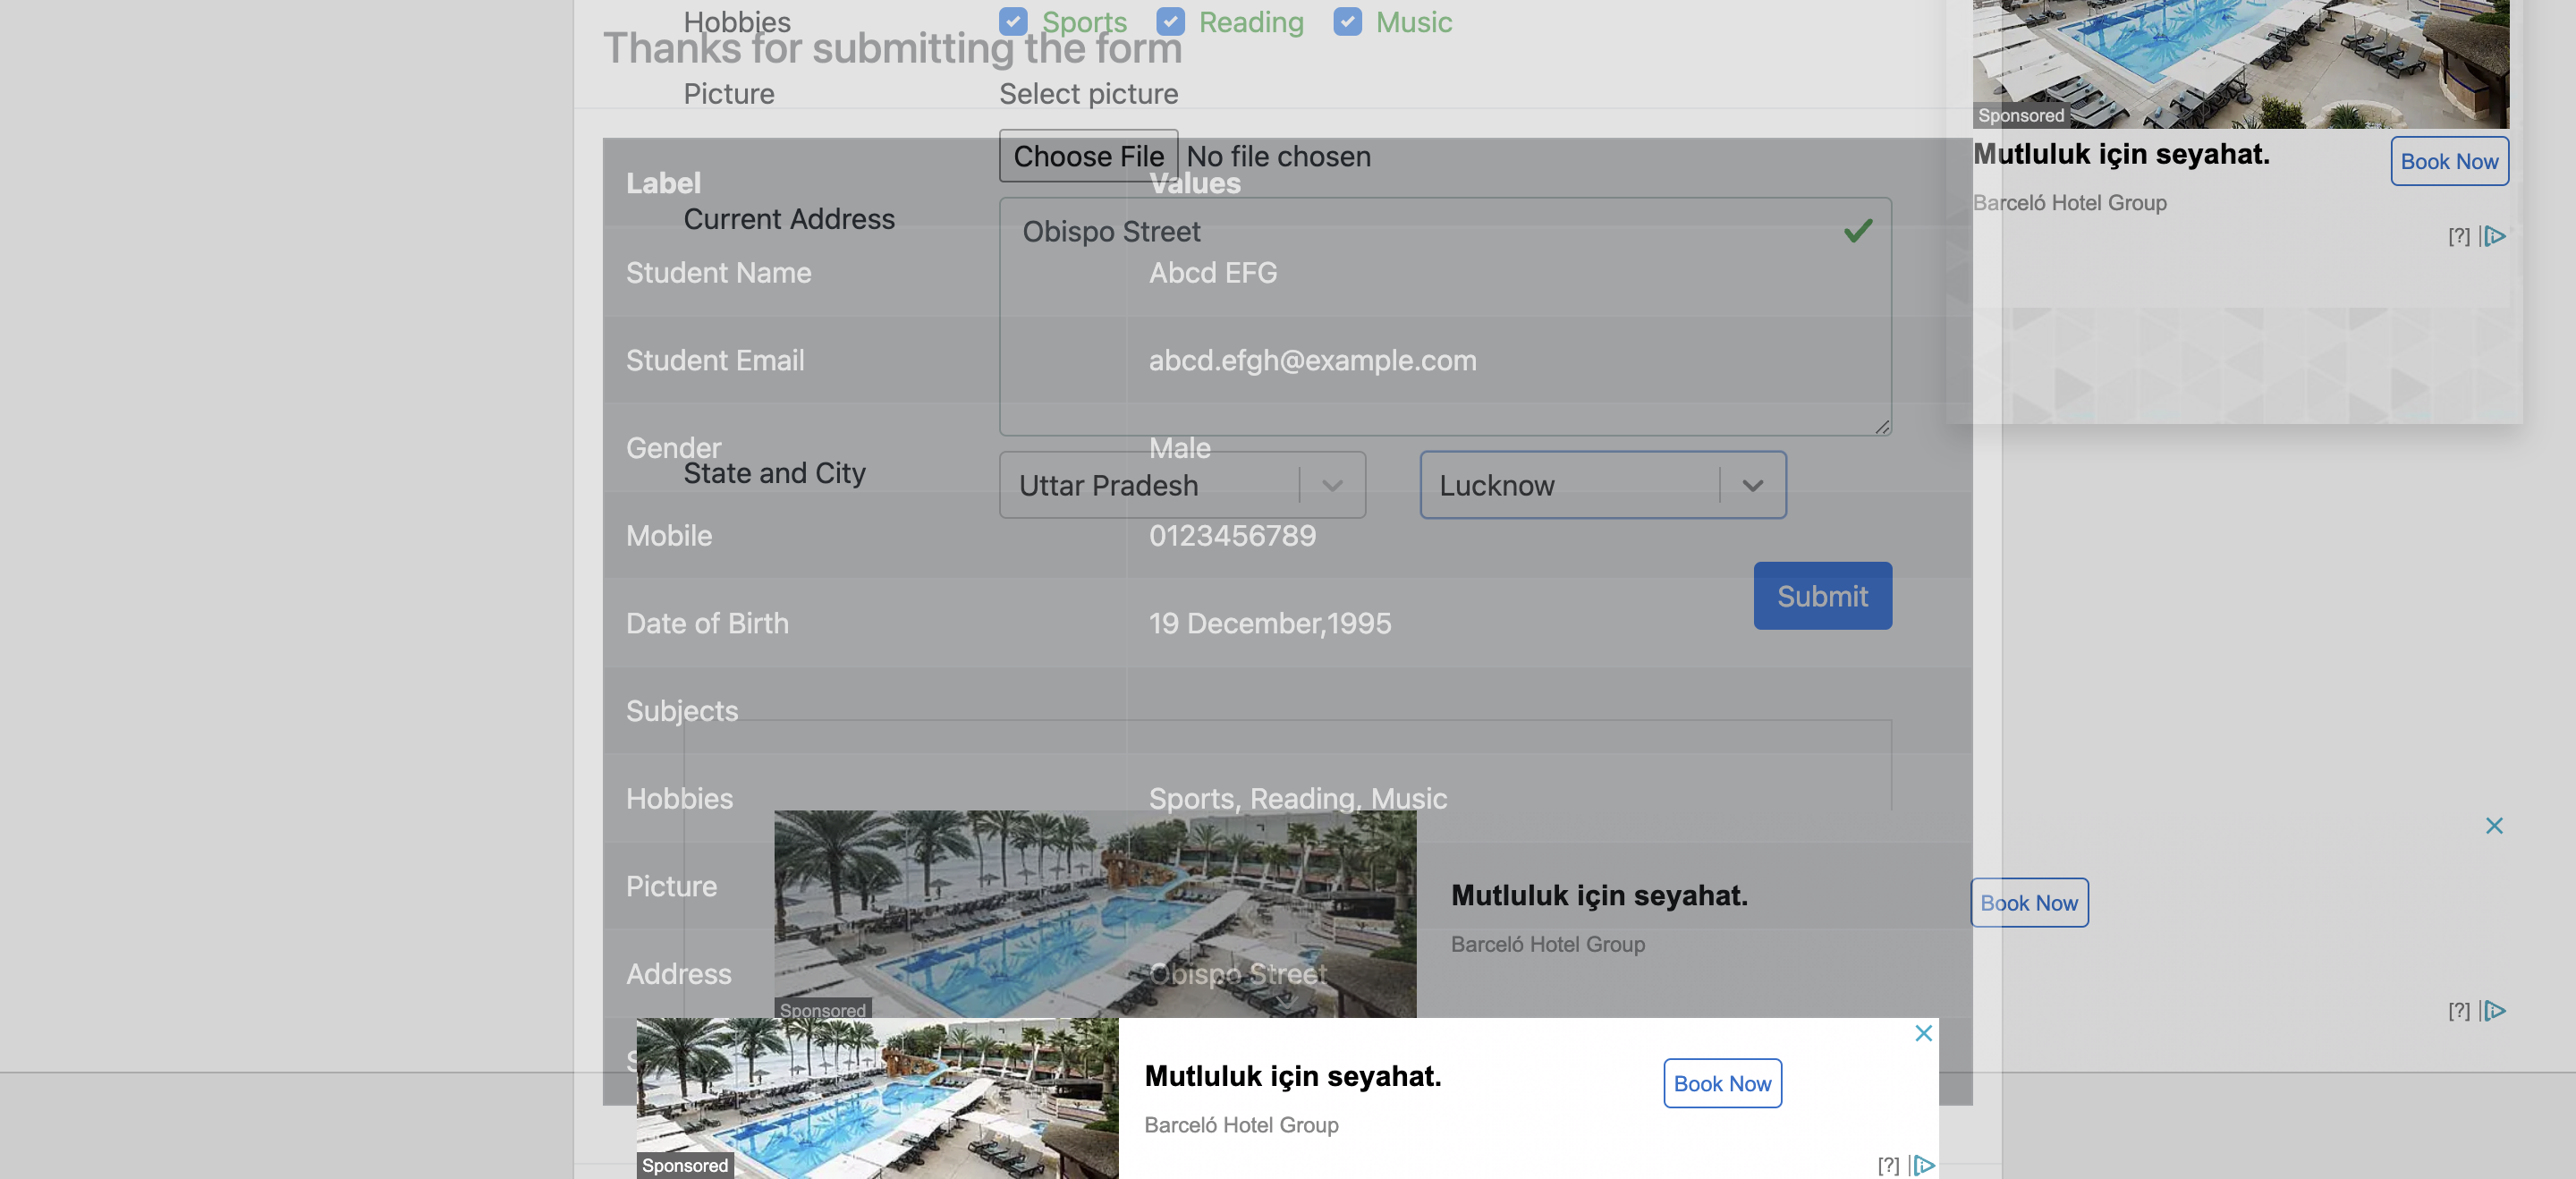 Hobbies Sports Reading Music
Thanks for submitting the form
Picture Select picture
Choose File No file chosen
Label Values
Current Address Obispo Street
Student Name Abcd EFG
Student Email abcd.efgh@example.com
Gender Male
State and City Uttar Pradesh Lucknow
Mobile 0123456789
Submit
Date of Birth 19 December,1995
Subjects
Hobbies Sports, Reading, Music
Picture
Address Obispo Street
Sponsored
Mutluluk için seyahat.
Book Now
Barceló Hotel Group
[?]
Mutluluk için seyahat.
Book Now
Barceló Hotel Group
Sponsored
[?]
Mutluluk için seyahat.
Book Now
Barceló Hotel Group
Sponsored
[?]